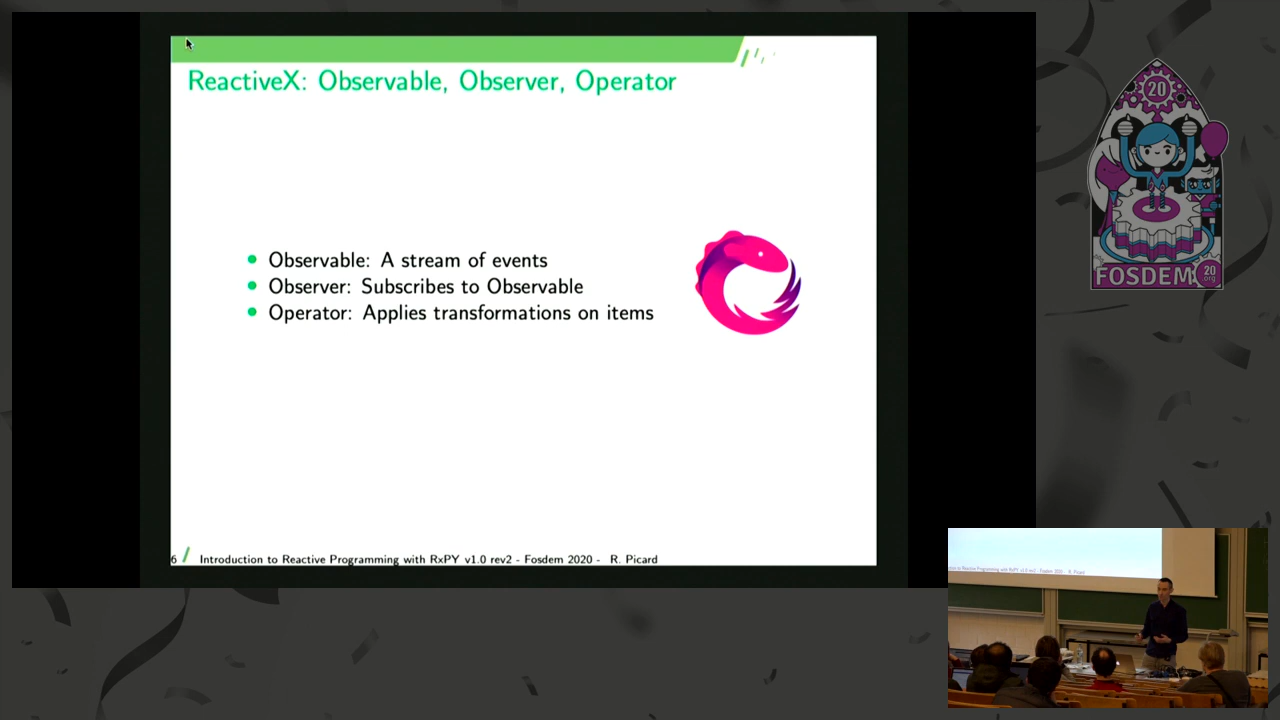 ReactiveX: Observable, Observer, Operator
Observable: A stream of events
Observer: Subscribes to Observable
Operator: Applies transformations on items
6 Introduction to Reactive Programming with RxPY v1.0 rev2 - Fosdem 2020 - R. Picard
20
FOSDEM 20
.org